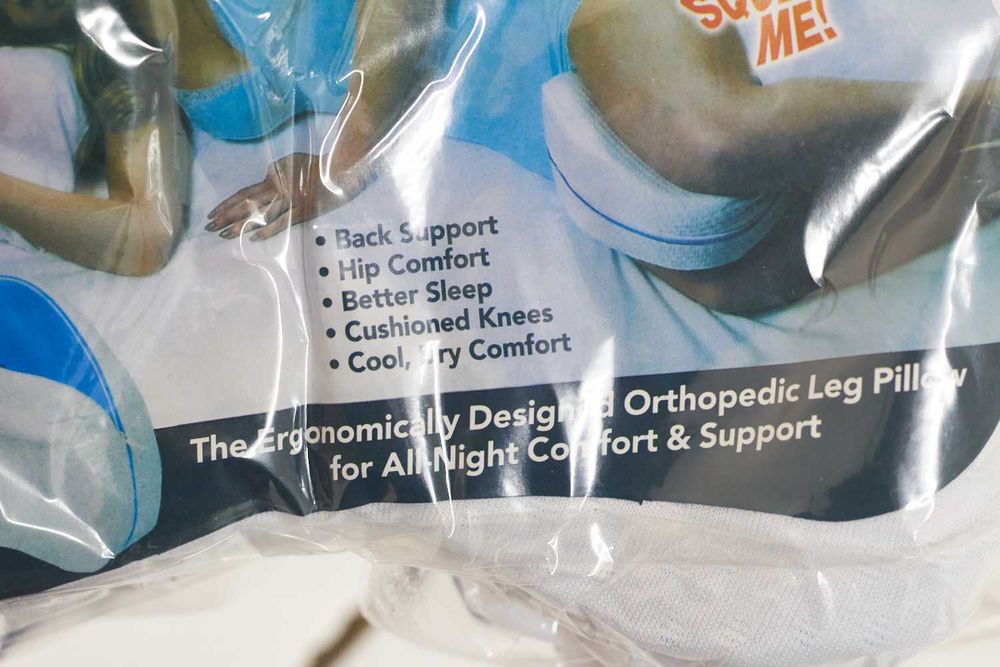 ME!
• Back Support
• Hip Comfort
• Better Sleep
• Cushioned Knees
• Cool, Dry Comfort
The Ergonomically Designed Orthopedic Leg Pillow
for All-Night Comfort & Support